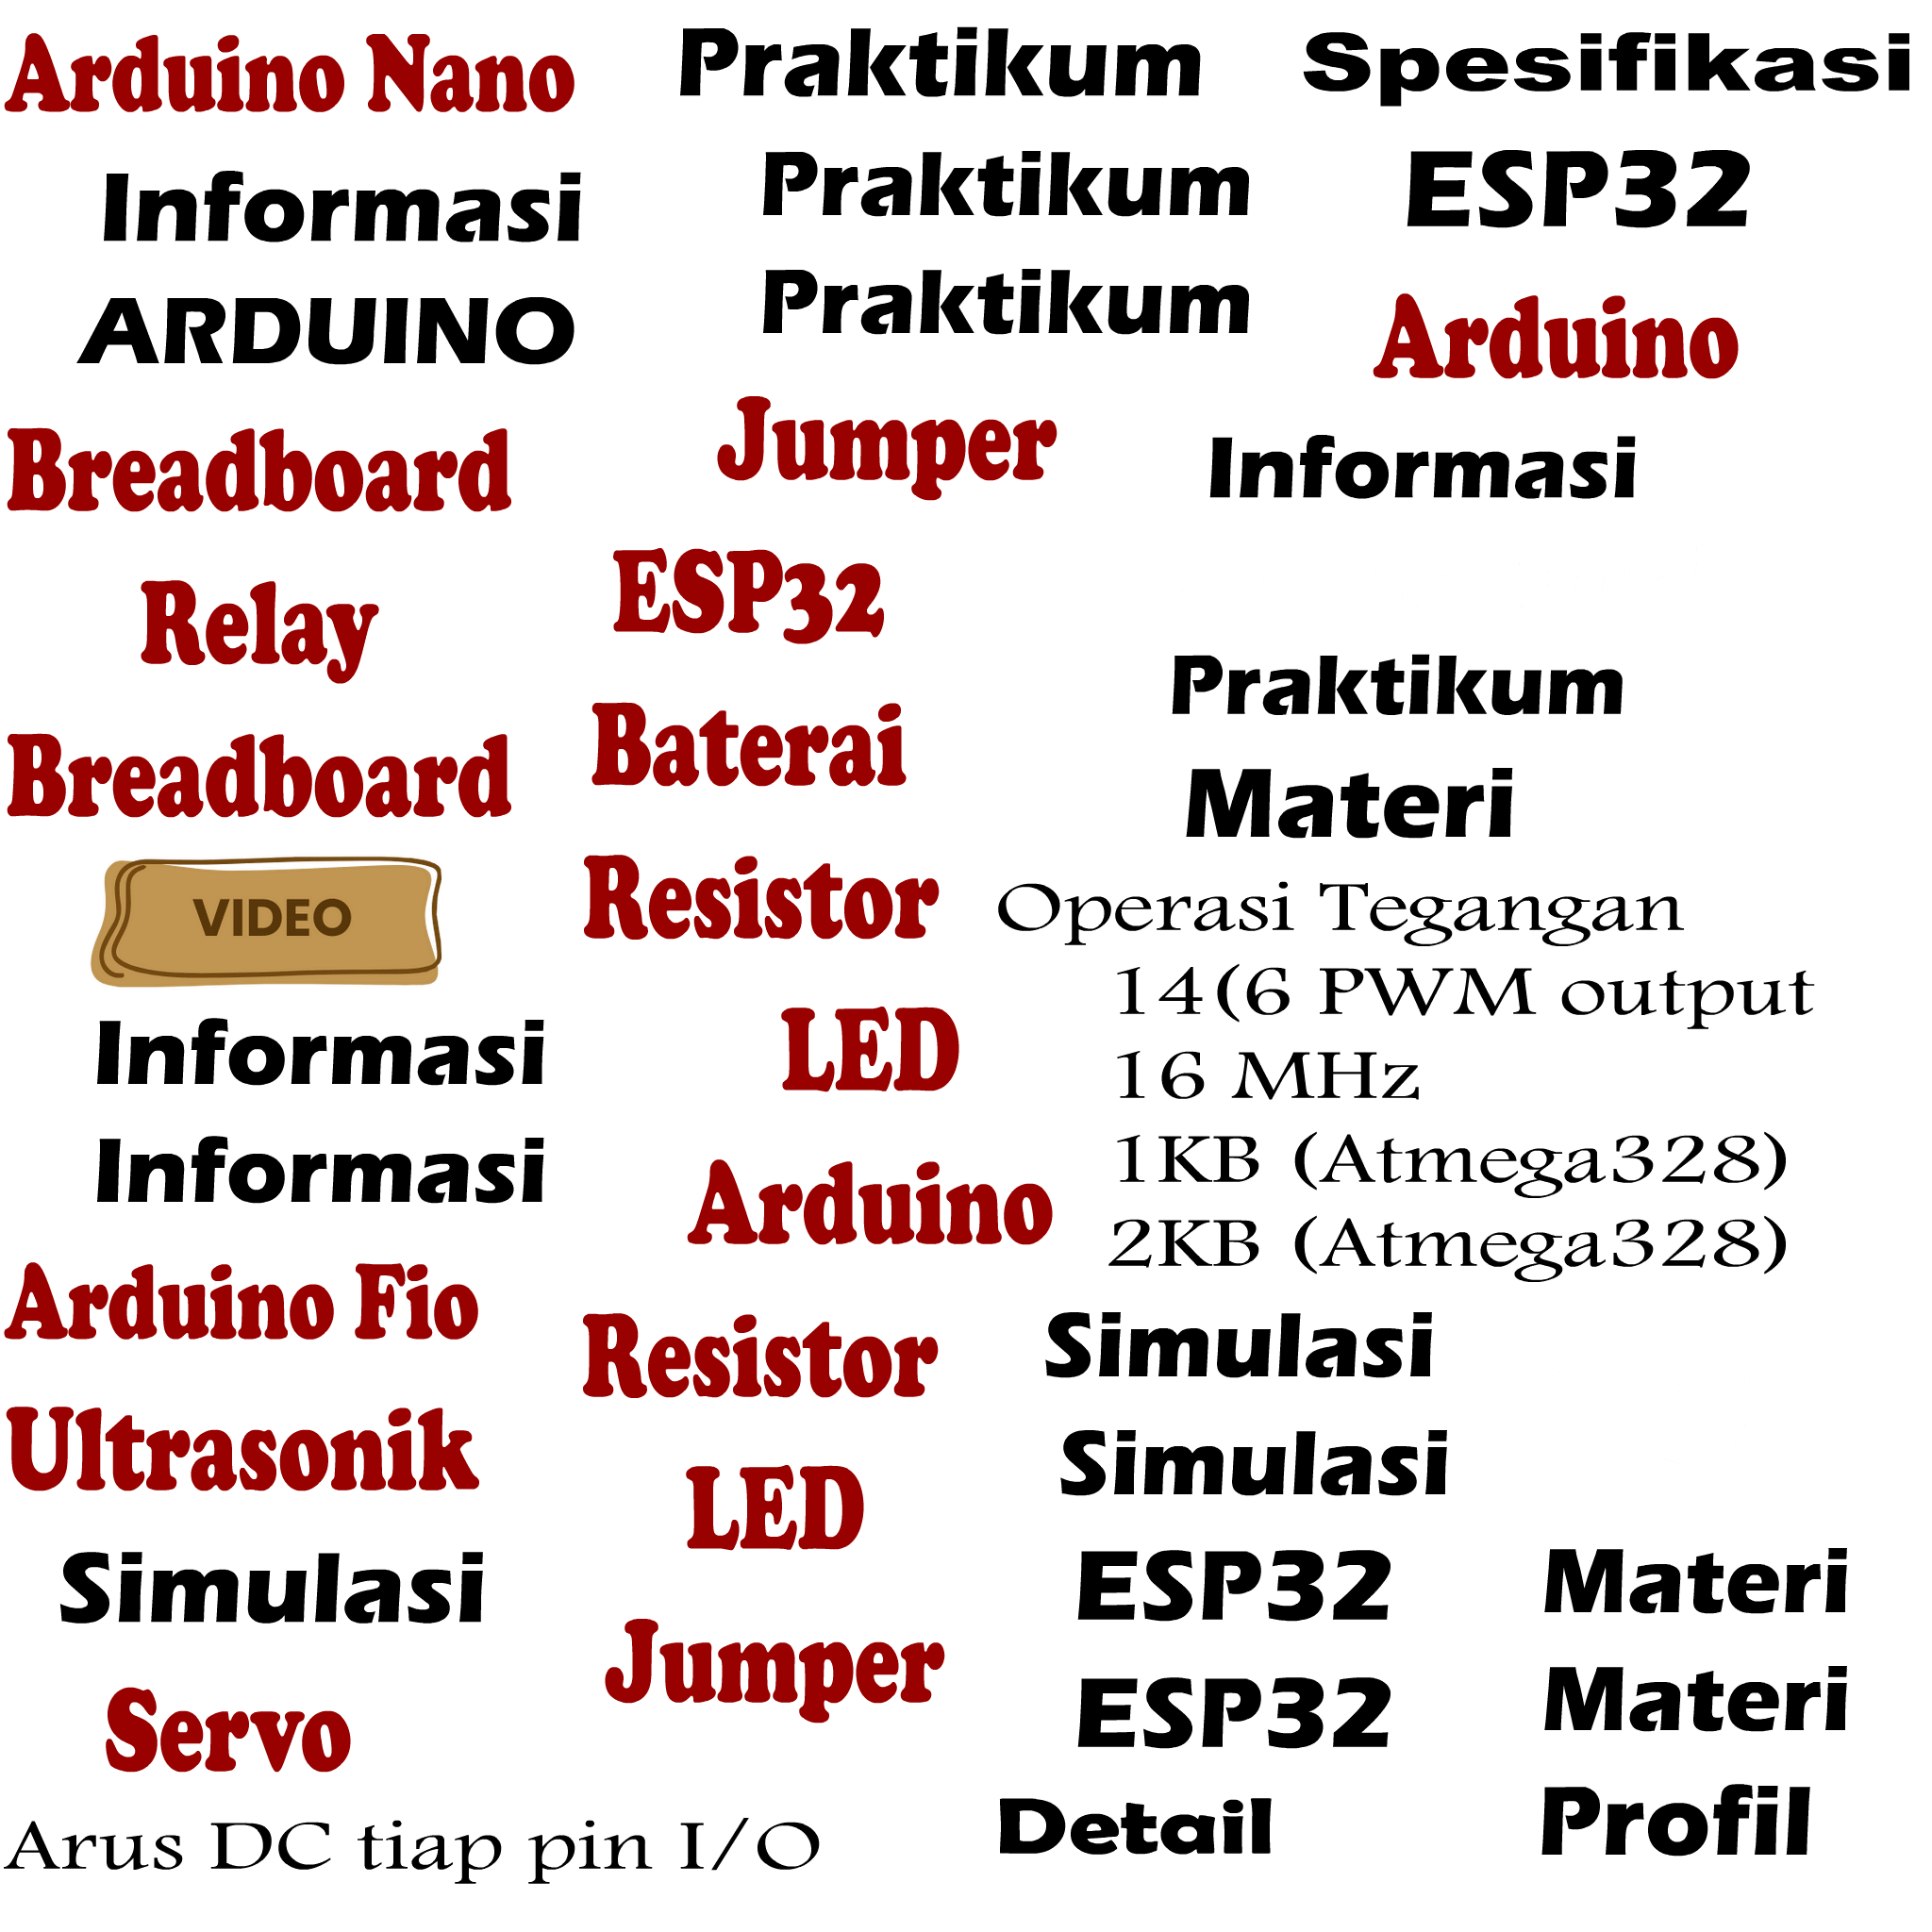 Arduino Nano
Praktikum
Spesifikasi
Informasi
Praktikum
ESP32
ARDUINO
Praktikum
Arduino
Breadboard
Jumper
Informasi
Relay
ESP32
Praktikum
Breadboard
Baterai
Materi
VIDEO
Resistor
Operasi Tegangan
14(6 PWM output
Informasi
LED
16 MHz
Informasi
Arduino
1KB (Atmega328)
2KB (Atmega328)
Arduino Fio
Resistor
Simulasi
Ultrasonik
LED
Simulasi
Simulasi
ESP32
Materi
Servo
Jumper
ESP32
Materi
Arus DC tiap pin I/O
Detail
Profil